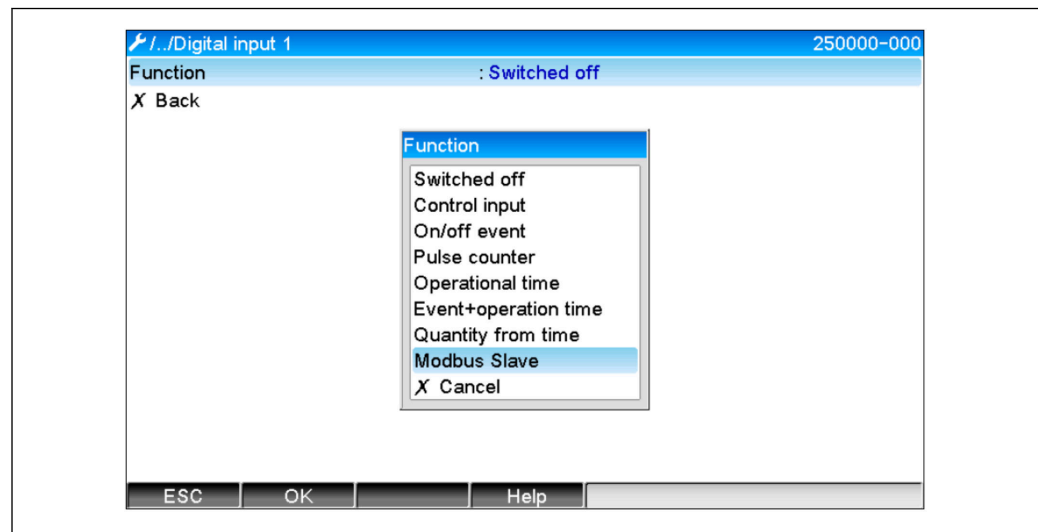 /../Digital input 1 250000-000
Function : Switched off
X Back
Function
Switched off
Control input
On/off event
Pulse counter
Operational time
Event+operation time
Quantity from time
Modbus Slave
X Cancel
ESC OK Help